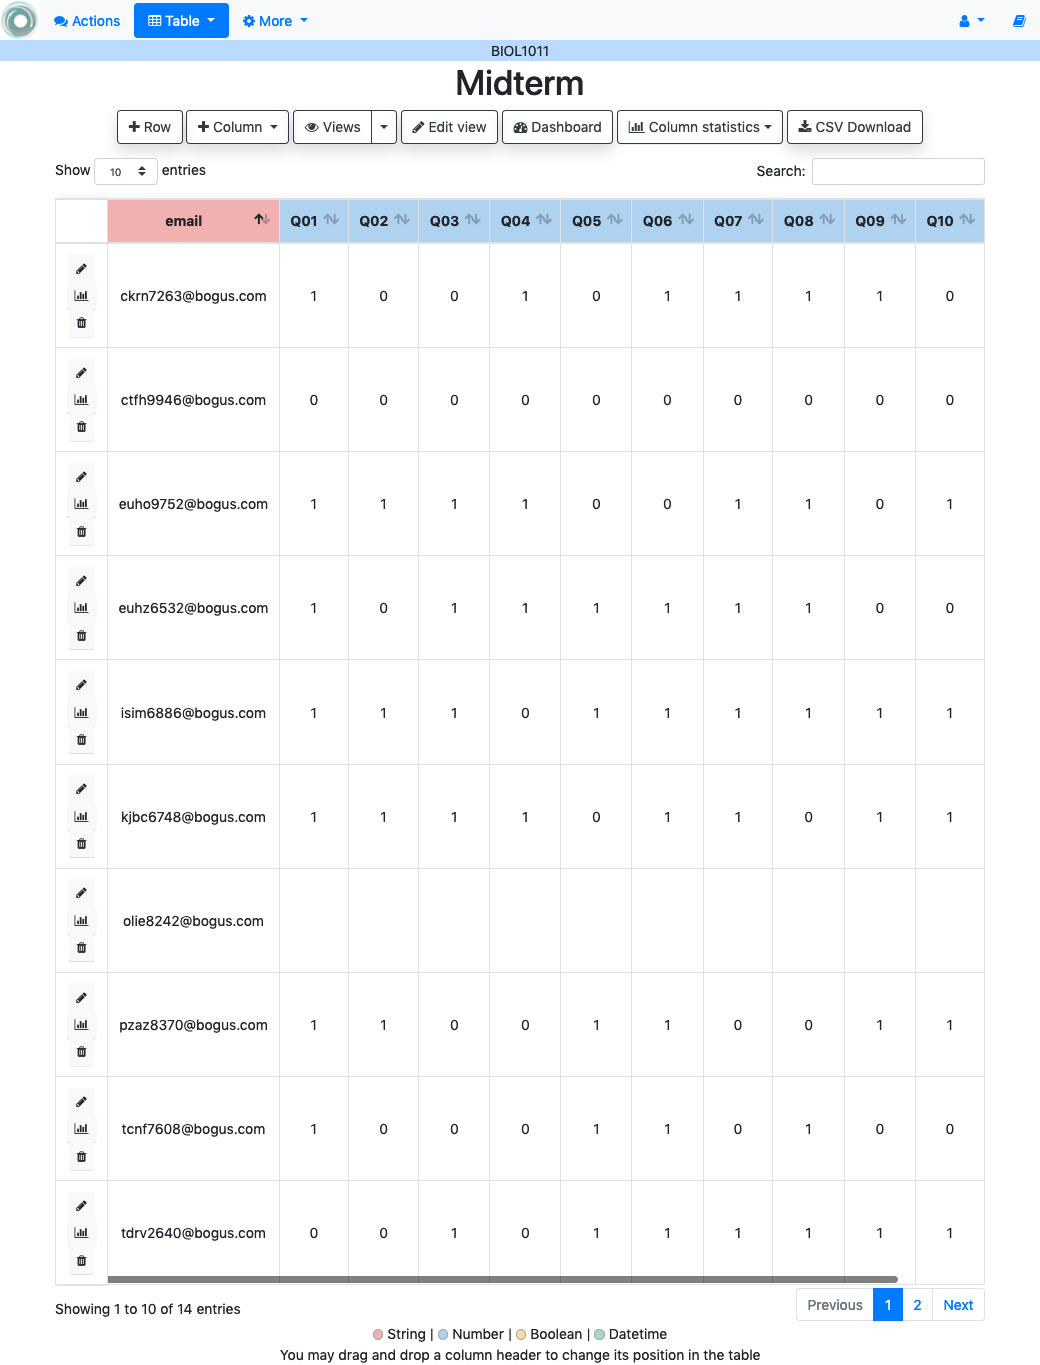 Actions Table More
BIOL1011
Midterm
Row Column Views Edit view Dashboard Column statistics CSV Download
Show 10 entries Search:
email Q01 Q02 Q03 Q04 Q05 Q06 Q07 Q08 Q09 Q10
ckrn7263@bogus.com 1 0 0 1 0 1 1 1 1 0
ctfh9946@bogus.com 0 0 0 0 0 0 0 0 0 0
euho9752@bogus.com 1 1 1 1 0 0 1 1 0 1
euhz6532@bogus.com 1 0 1 1 1 1 1 1 0 0
isim6886@bogus.com 1 1 1 0 1 1 1 1 1 1
kjbc6748@bogus.com 1 1 1 1 0 1 1 0 1 1
olie8242@bogus.com
pzaz8370@bogus.com 1 1 0 0 1 1 0 0 1 1
tcnf7608@bogus.com 1 0 0 0 1 1 0 1 0 0
tdrv2640@bogus.com 0 0 1 0 1 1 1 1 1 1
Showing 1 to 10 of 14 entries Previous 1 2 Next
String | Number | Boolean | Datetime
You may drag and drop a column header to change its position in the table